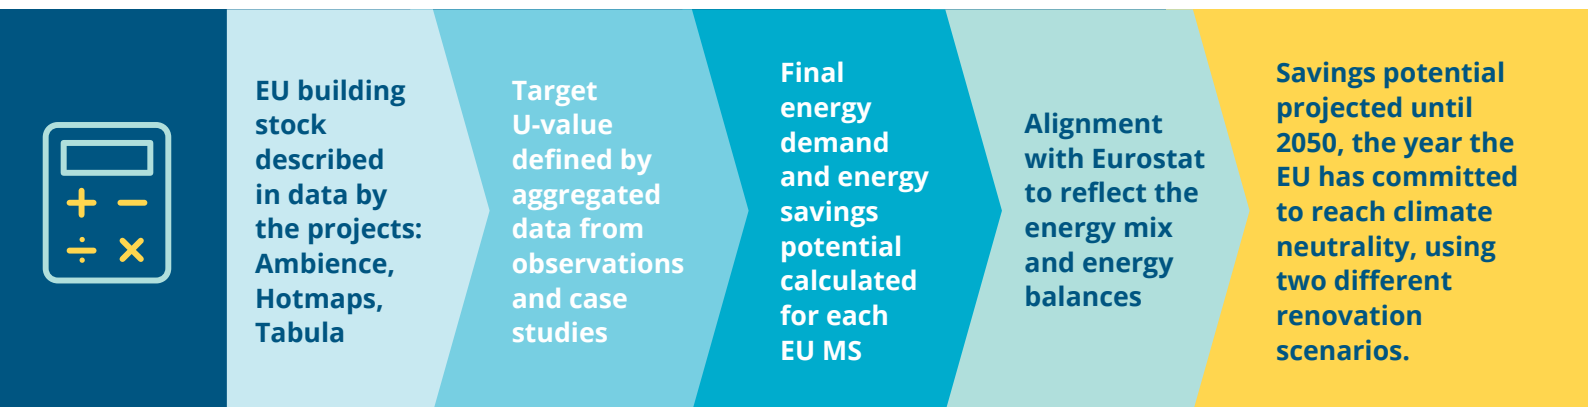 EU building
stock
described
in data by
the projects:
Ambience,
Hotmaps,
Tabula
Target
U-value
defined by
aggregated
data from
observations
and case
studies
Final
energy
demand
and energy
savings
potential
calculated
for each
EU MS
Alignment
with Eurostat
to reflect the
energy mix
and energy
balances
Savings potential
projected until
2050, the year the
EU has committed
to reach climate
neutrality, using
two different
renovation
scenarios.